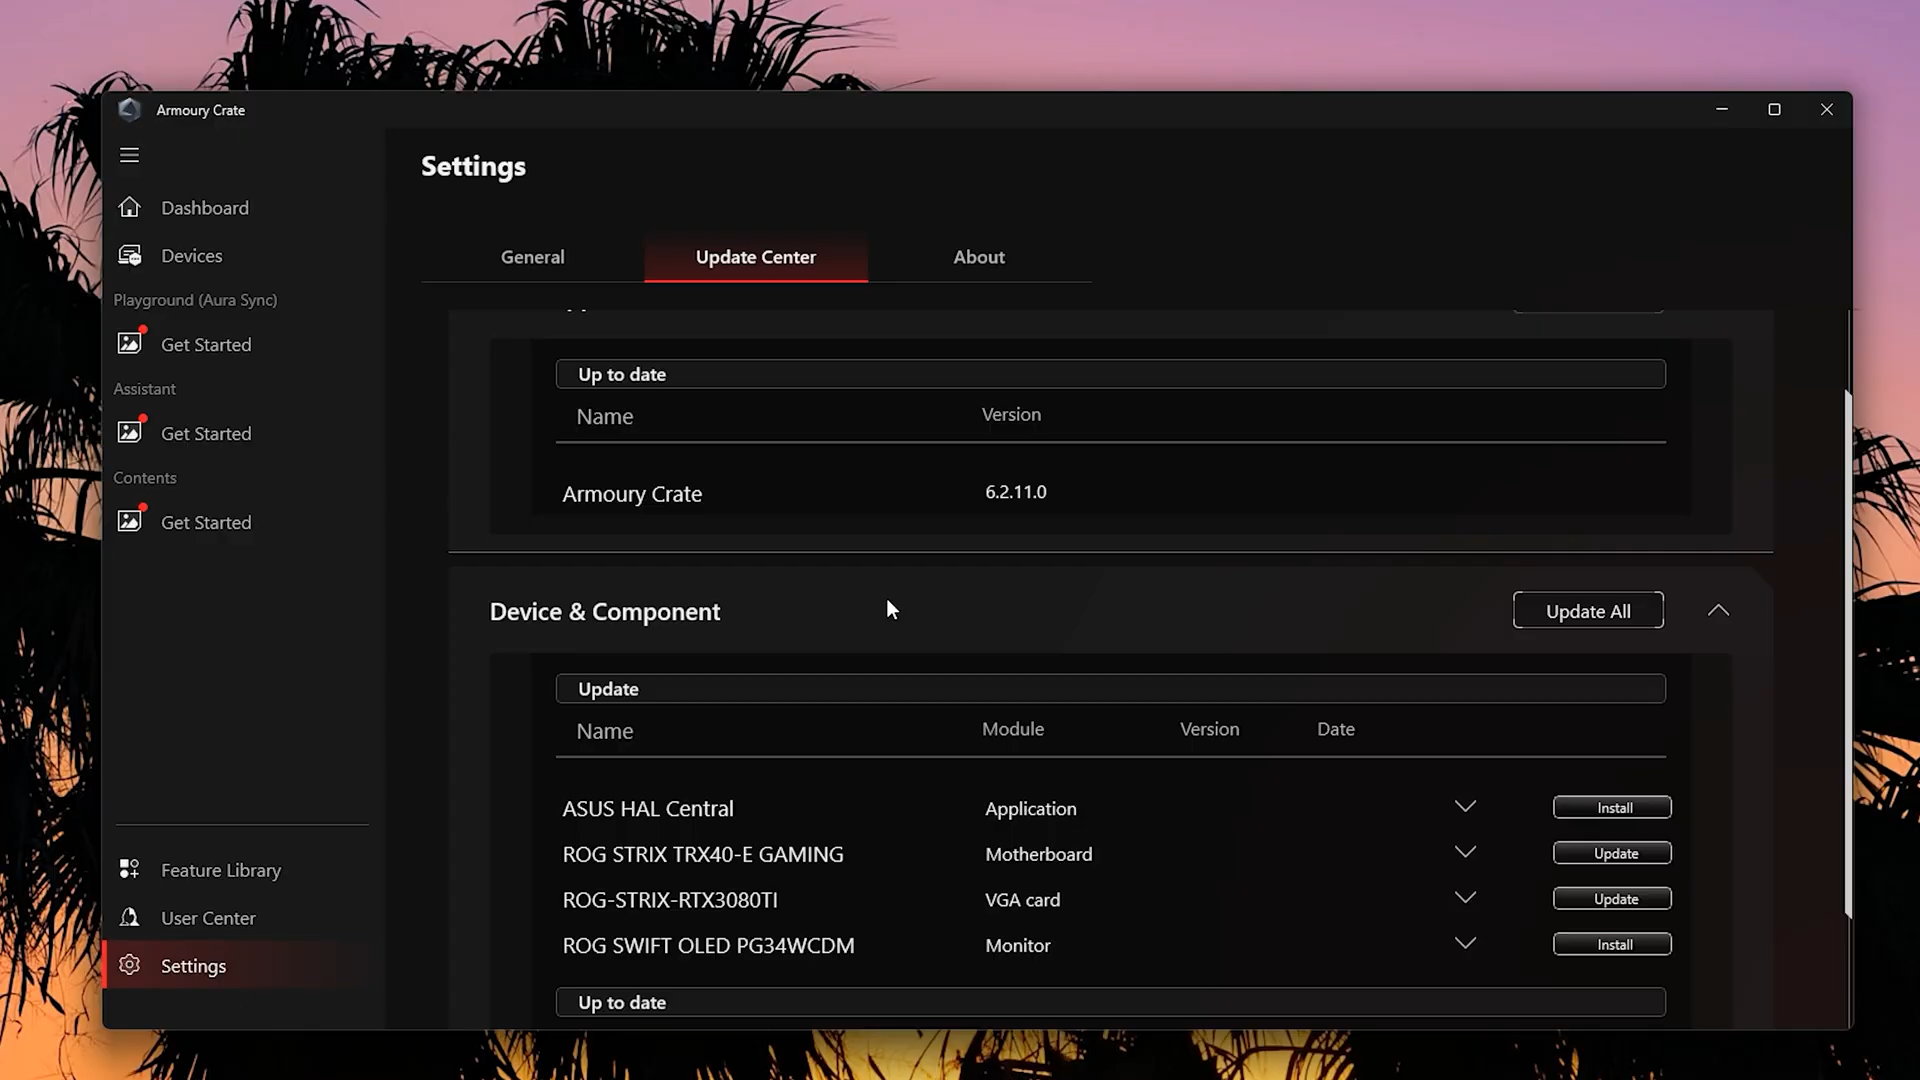 Armoury Crate
Settings
Dashboard
Devices
Playground (Aura Sync)
Get Started
Assistant
Get Started
Contents
Get Started
Feature Library
User Center
Settings
General
Update Center
About
Up to date
Name Version
Armoury Crate 6.2.11.0
Device & Component
Update All
Update
Name Module Version Date
ASUS HAL Central Application Install
ROG STRIX TRX40-E GAMING Motherboard Update
ROG-STRIX-RTX3080TI VGA card Update
ROG SWIFT OLED PG34WCDM Monitor Install
Up to date